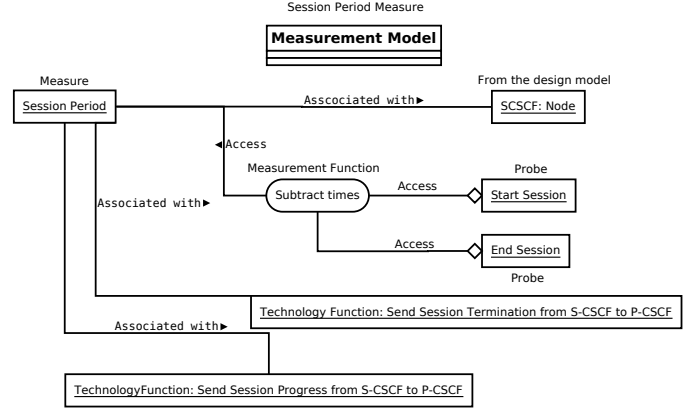 Session Period Measure
Measurement Model
Measure
Session Period
Asscociated with▶
From the design model
SCSCF: Node
◀Access
Measurement Function
Subtract times
Access
Probe
Start Session
Associated with▶
Access
End Session
Probe
Technology Function: Send Session Termination from S-CSCF to P-CSCF
Associated with▶
TechnologyFunction: Send Session Progress from S-CSCF to P-CSCF